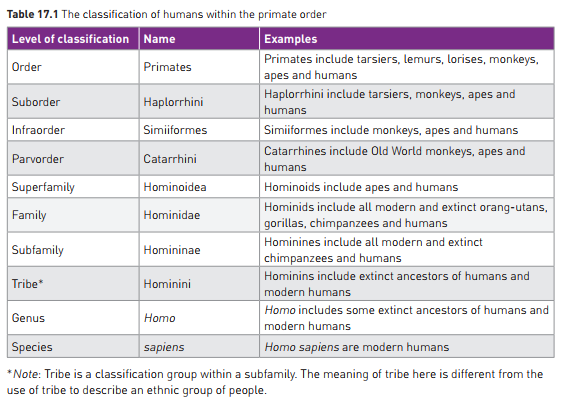 Table 17.1 The classification of humans within the primate order
Level of classification Name Examples
Order Primates Primates include tarsiers, lemurs, lorises, monkeys,
apes and humans
Suborder Haplorrhini Haplorrhini include tarsiers, monkeys, apes and
humans
Infraorder Simiiformes Simiiformes include monkeys, apes and humans
Parvorder Catarrhini Catarrhines include Old World monkeys, apes and
humans
Superfamily Hominoidea Hominoids include apes and humans
Family Hominidae Hominids include all modern and extinct orang-utans,
gorillas, chimpanzees and humans
Subfamily Homininae Hominines include all modern and extinct
chimpanzees and humans
Tribe* Hominini Hominins include extinct ancestors of humans and
modern humans
Genus Homo Homo includes some extinct ancestors of humans and
modern humans
Species sapiens Homo sapiens are modern humans
*Note: Tribe is a classification group within a subfamily. The meaning of tribe here is different from the
use of tribe to describe an ethnic group of people.